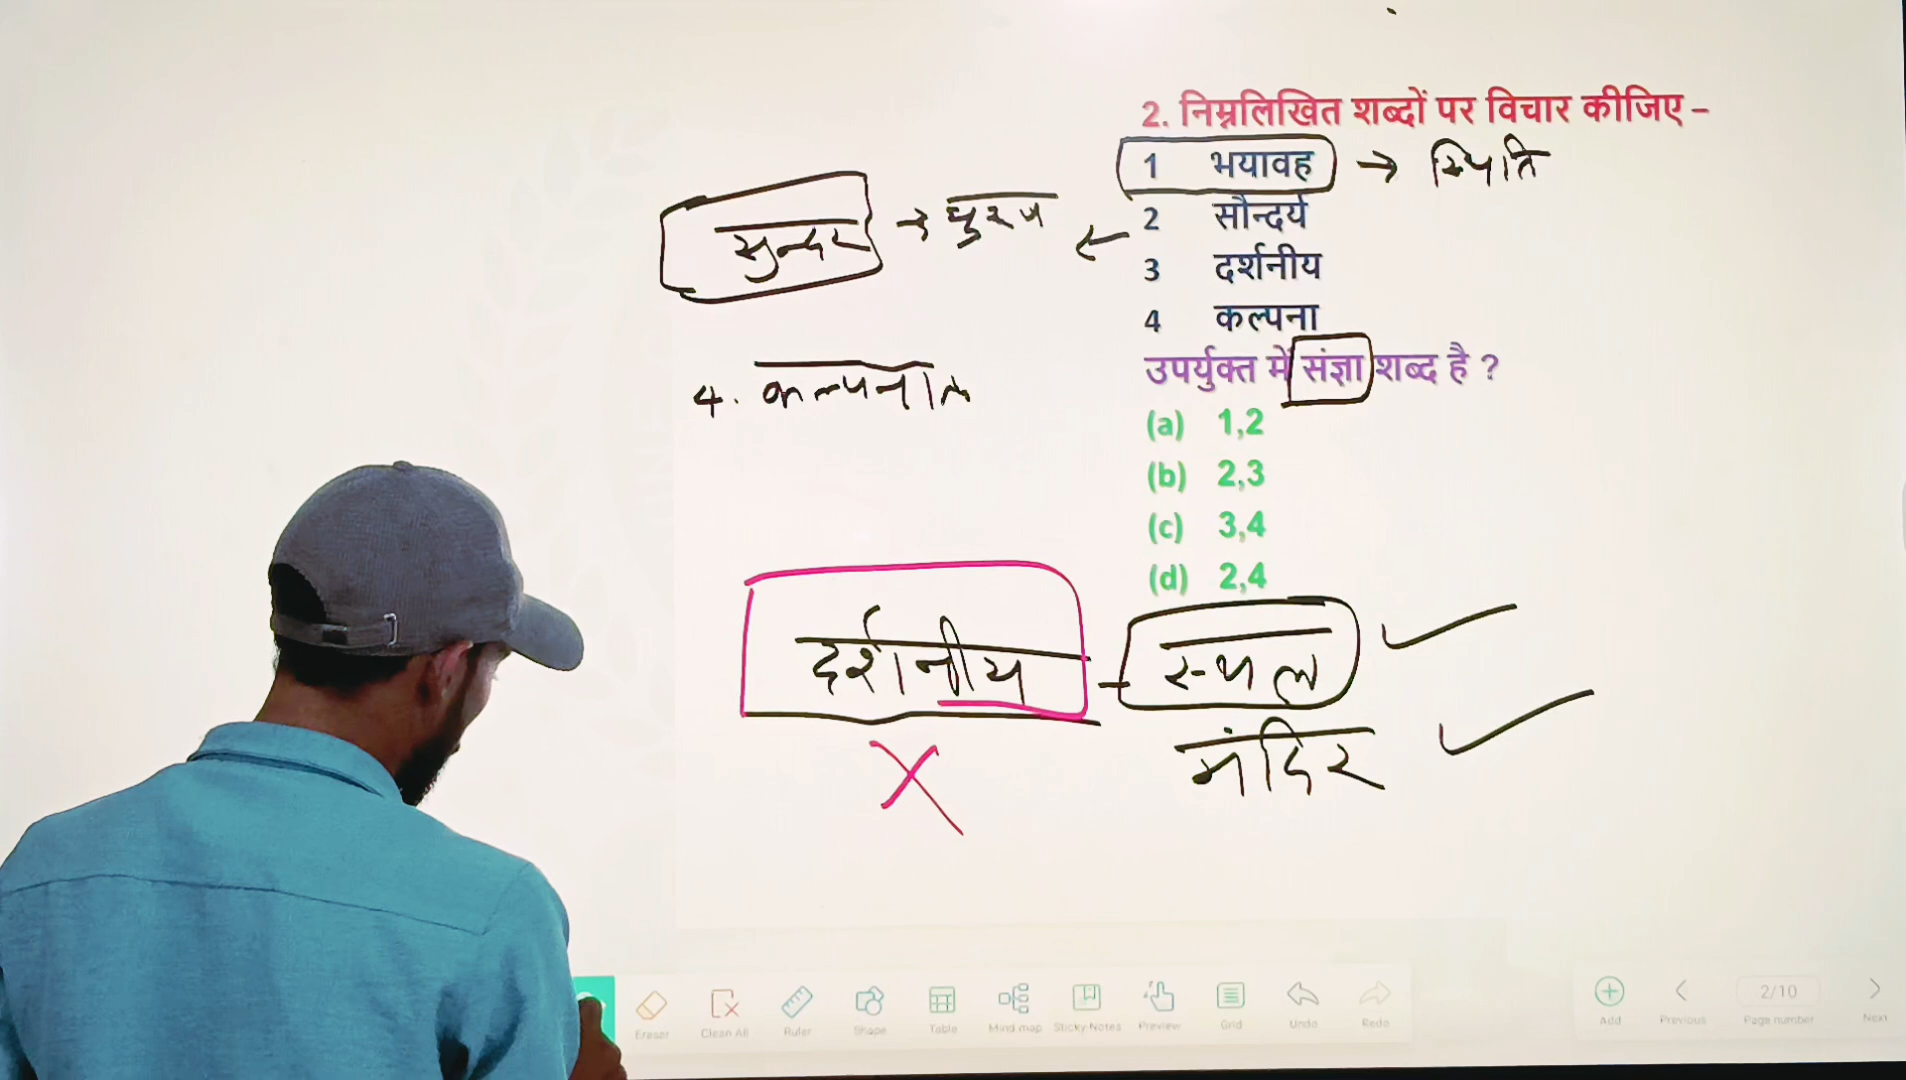 2. निम्नलिखित शब्दों पर विचार कीजिए –
1 भयावह → स्थिति
2 सौन्दर्य
सुन्दर → पुरुष ←
3 दर्शनीय
4 कल्पना
उपर्युक्त में संज्ञा शब्द है ?
4. कल्पना
(a) 1,2
(b) 2,3
(c) 3,4
(d) 2,4
दर्शनीय - स्थल
मंदिर
Eraser Clean All Ruler Shape Table Mind map Sticky Notes Preview Grid Undo Redo Add Previous 2/10 Page number Next